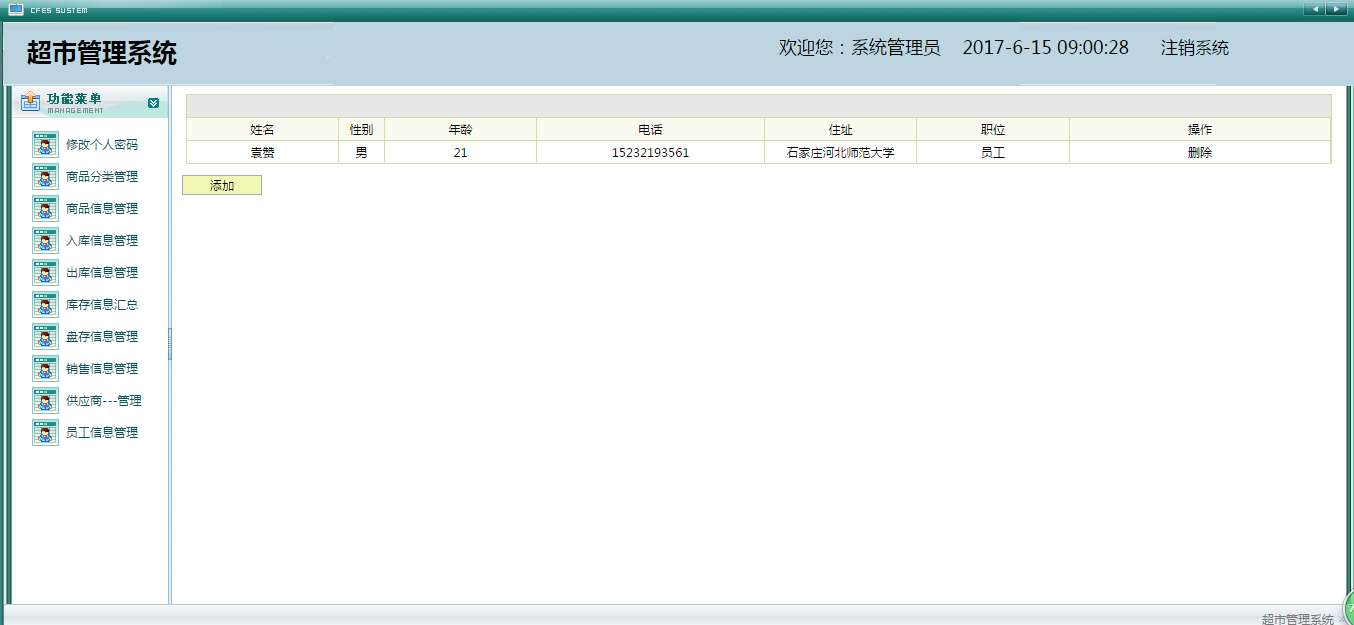 CFES SUSTEM
超市管理系统
欢迎您：系统管理员 2017-6-15 09:00:28 注销系统
功能菜单
MANAGEMENT
修改个人密码
商品分类管理
商品信息管理
入库信息管理
出库信息管理
库存信息汇总
盘存信息管理
销售信息管理
供应商---管理
员工信息管理
姓名 性别 年龄 电话 住址 职位 操作
袁赞 男 21 15232193561 石家庄河北师范大学 员工 删除
添加
超市管理系统